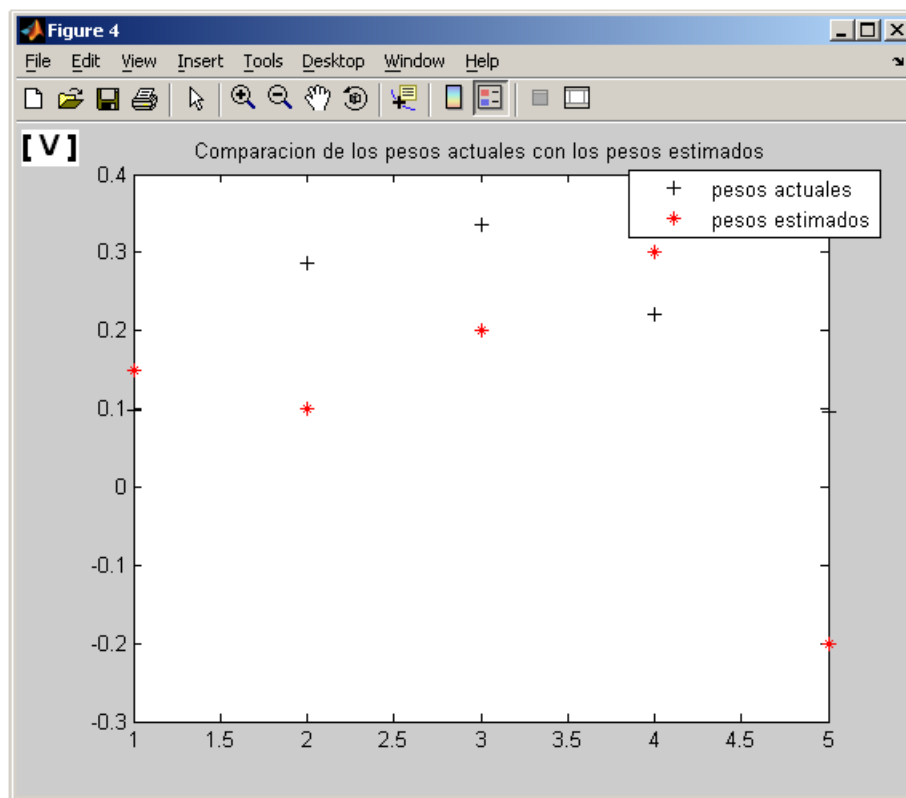 Figure 4
File Edit View Insert Tools Desktop Window Help
[V]
Comparacion de los pesos actuales con los pesos estimados
pesos actuales
pesos estimados
0.4
0.3
0.2
0.1
0
-0.1
-0.2
-0.3
1 1.5 2 2.5 3 3.5 4 4.5 5